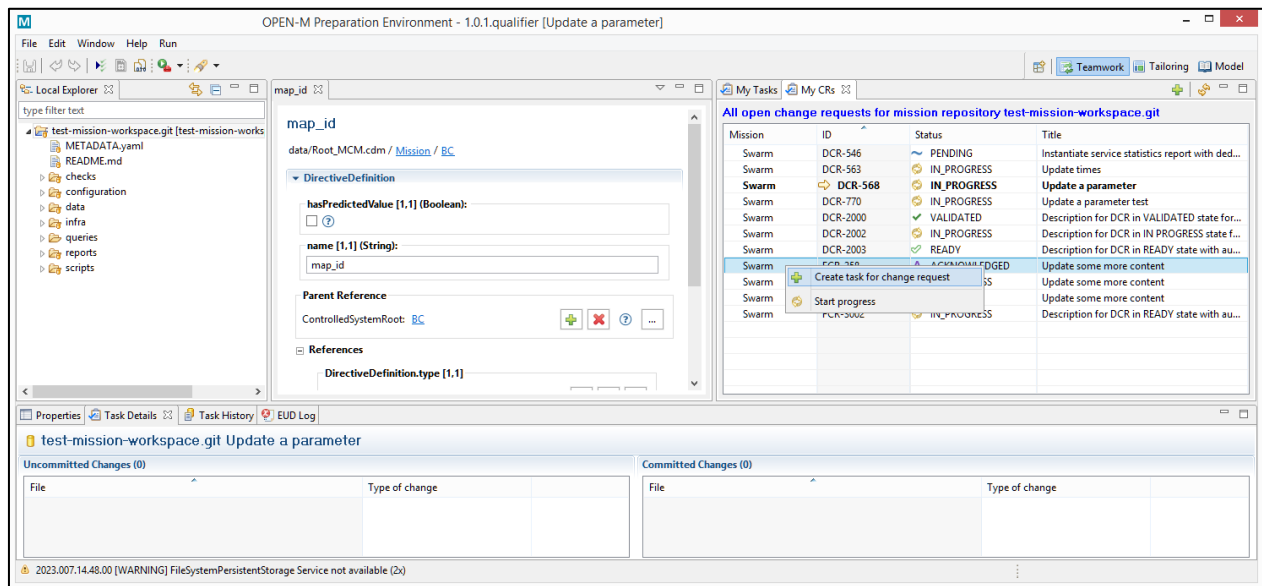 OPEN-M Preparation Environment - 1.0.1.qualifier [Update a parameter]
File Edit Window Help Run
Teamwork Tailoring Model
Local Explorer
type filter text
test-mission-workspace.git [test-mission-works
METADATA.yaml
README.md
checks
configuration
data
infra
queries
reports
scripts
map_id
map_id
data/Root_MCM.cdm / Mission / BC
DirectiveDefinition
hasPredictedValue [1,1] (Boolean):
name [1,1] (String):
map_id
Parent Reference
ControlledSystemRoot: BC
...
References
DirectiveDefinition.type [1,1]
My Tasks My CRs
All open change requests for mission repository test-mission-workspace.git
Mission ID Status Title
Swarm DCR-546 PENDING Instantiate service statistics report with ded...
Swarm DCR-563 IN_PROGRESS Update times
Swarm DCR-568 IN_PROGRESS Update a parameter
Swarm DCR-770 IN_PROGRESS Update a parameter test
Swarm DCR-2000 VALIDATED Description for DCR in VALIDATED state for...
Swarm DCR-2002 IN_PROGRESS Description for DCR in IN PROGRESS state f...
Swarm DCR-2003 READY Description for DCR in READY state with au...
Swarm ACKNOWLEDGED Update some more content
Swarm Update some more content
Swarm Update some more content
Swarm IN_PROGRESS Description for DCR in READY state with au...
Create task for change request
Start progress
Properties Task Details Task History EUD Log
test-mission-workspace.git Update a parameter
Uncommitted Changes (0) Committed Changes (0)
File Type of change File Type of change
2023.007.14.48.00 [WARNING] FileSystemPersistentStorage Service not available (2x)